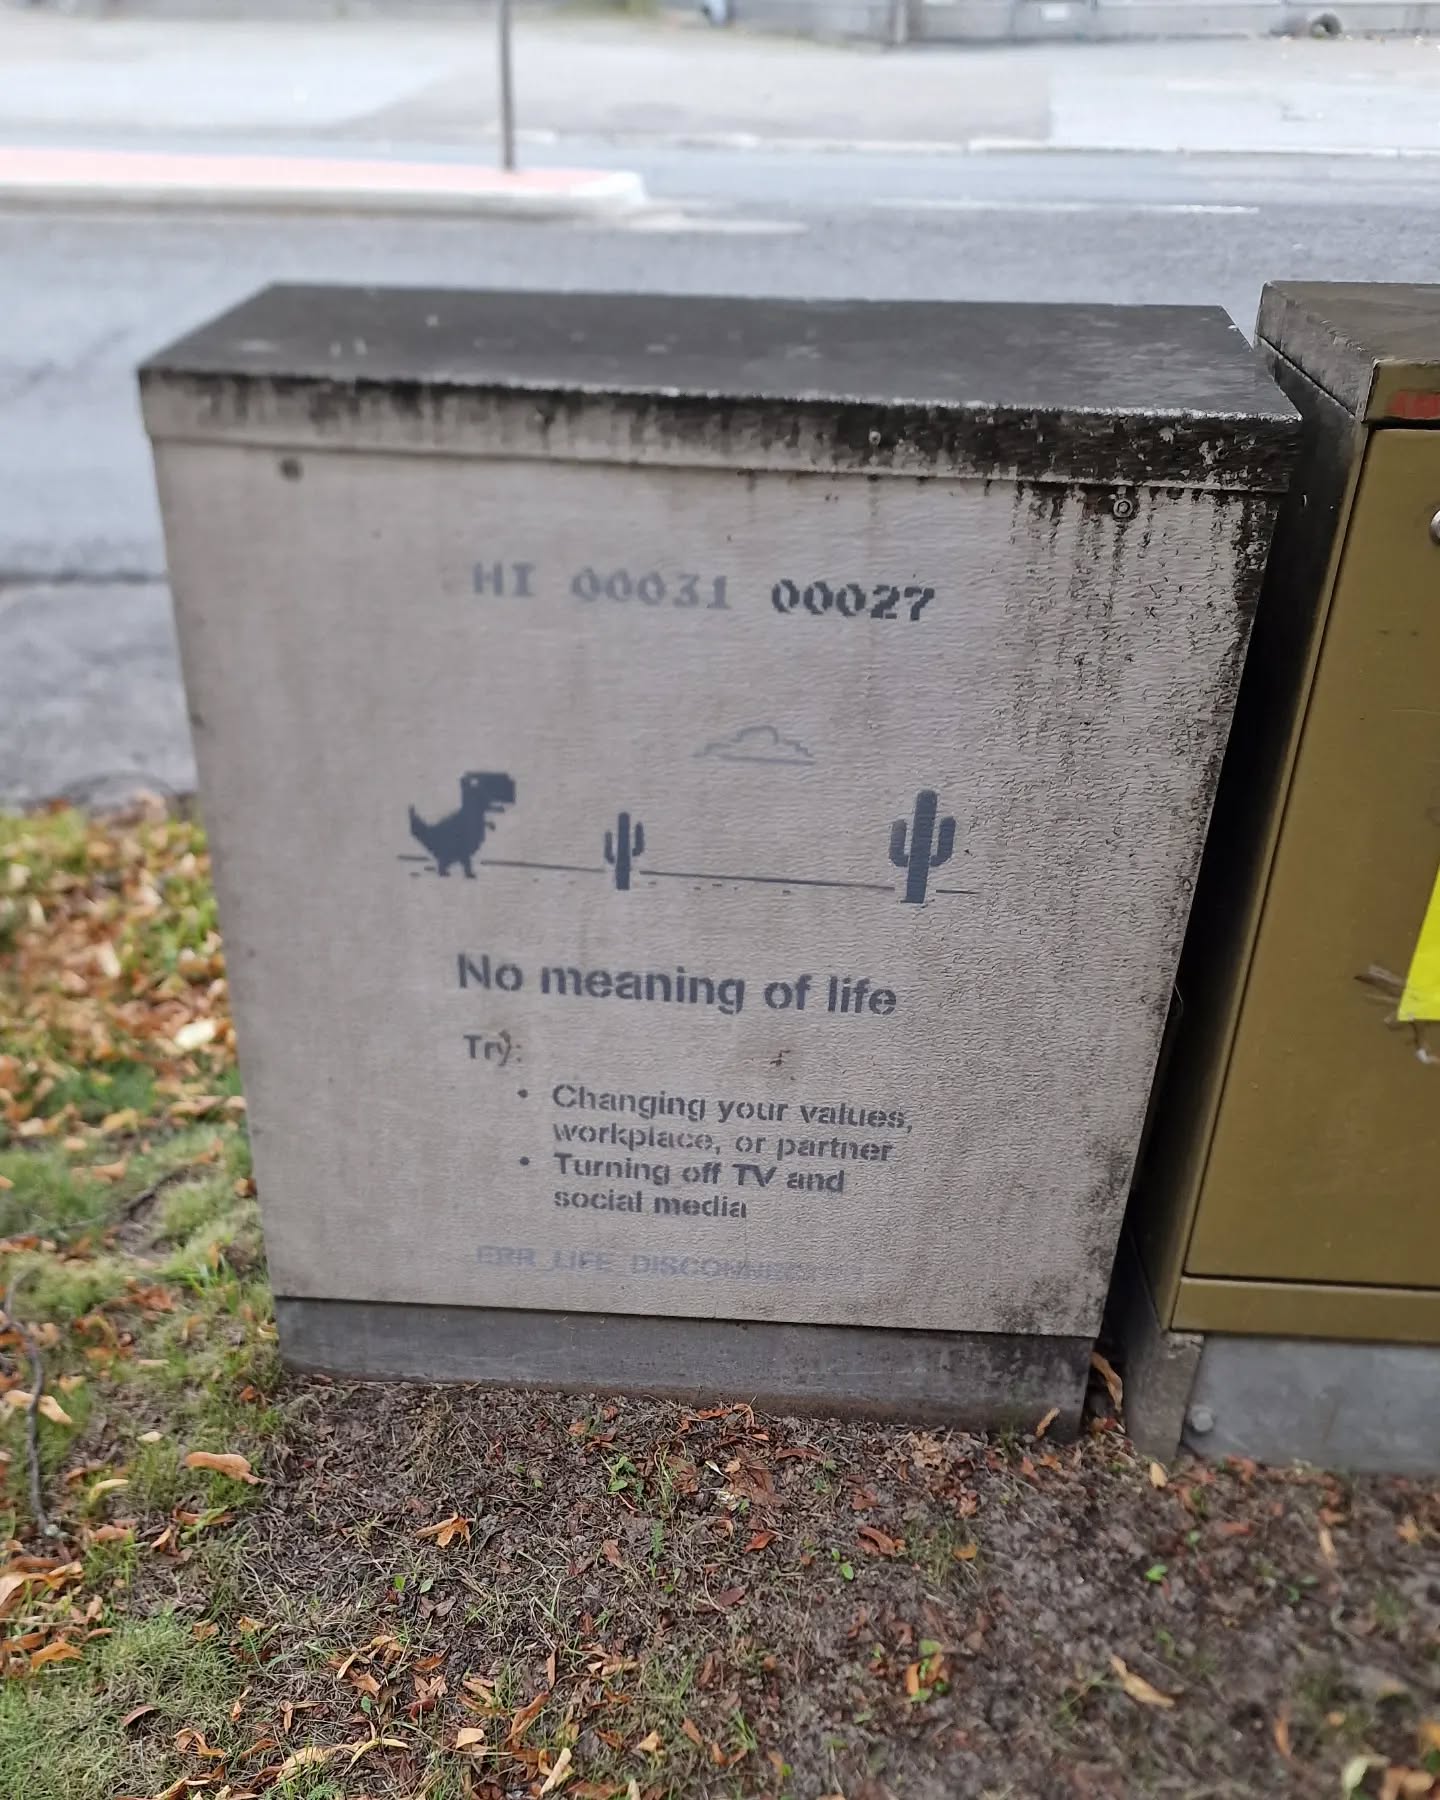 HI 00031 00027
No meaning of life
Try:
• Changing your values,
workplace, or partner
• Turning off TV and
social media
ERR_LIFE_DISCONNECTED